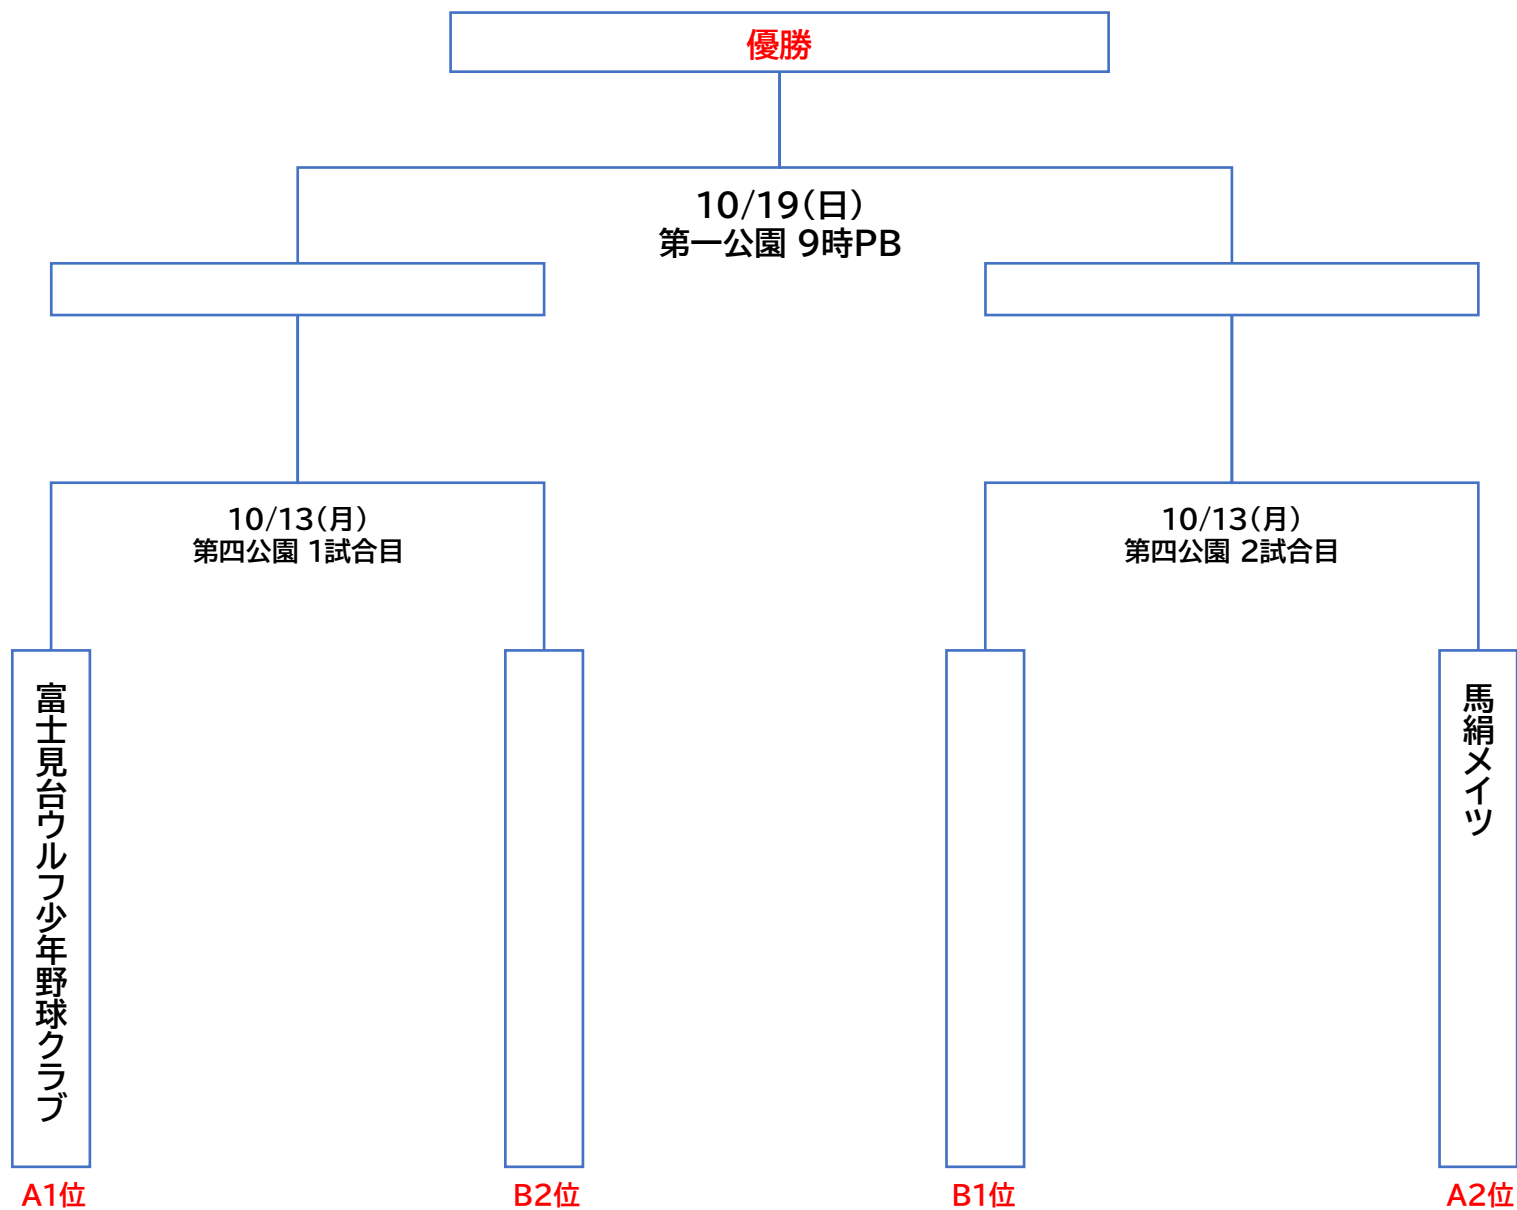 優勝
10/19(日)
第一公園 9時PB
10/13(月)
第四公園 1試合目
10/13(月)
第四公園 2試合目
富士見台ウルフ少年野球クラブ
馬絹メイツ
A1位
B2位
B1位
A2位